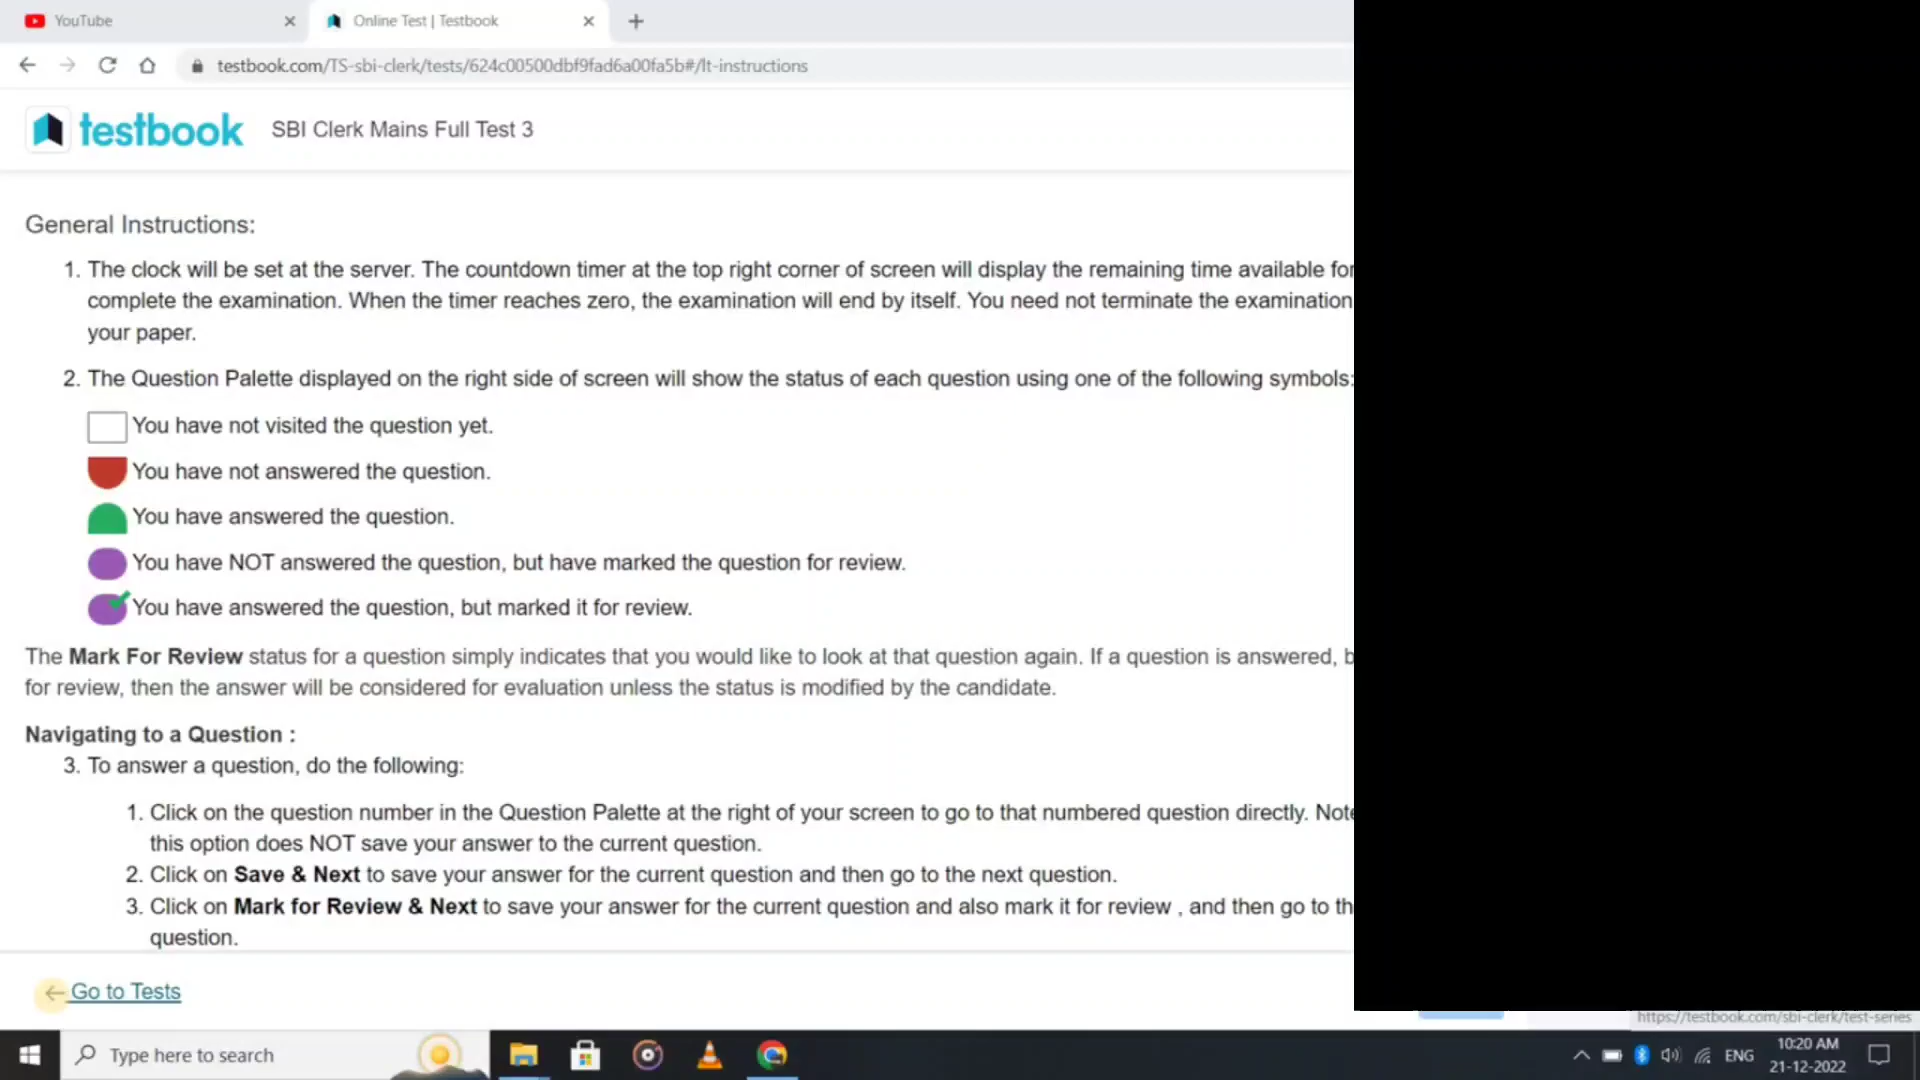 YouTube
Online Test | Testbook
testbook.com/TS-sbi-clerk/tests/624c00500dbf9fad6a00fa5b#/lt-instructions
testbook SBI Clerk Mains Full Test 3
General Instructions:
1. The clock will be set at the server. The countdown timer at the top right corner of screen will display the remaining time available for
complete the examination. When the timer reaches zero, the examination will end by itself. You need not terminate the examination
your paper.
2. The Question Palette displayed on the right side of screen will show the status of each question using one of the following symbols:
You have not visited the question yet.
You have not answered the question.
You have answered the question.
You have NOT answered the question, but have marked the question for review.
You have answered the question, but marked it for review.
The Mark For Review status for a question simply indicates that you would like to look at that question again. If a question is answered,
for review, then the answer will be considered for evaluation unless the status is modified by the candidate.
Navigating to a Question :
3. To answer a question, do the following:
1. Click on the question number in the Question Palette at the right of your screen to go to that numbered question directly. Note
this option does NOT save your answer to the current question.
2. Click on Save & Next to save your answer for the current question and then go to the next question.
3. Click on Mark for Review & Next to save your answer for the current question and also mark it for review , and then go to
question.
Go to Tests
https://testbook.com/sbi-clerk/test-series
Type here to search
ENG
10:20 AM
21-12-2022